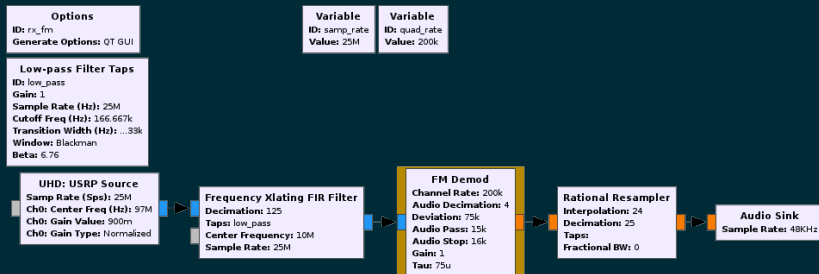 Options
ID: rx_fm
Generate Options: QT GUI
Variable
ID: samp_rate
Value: 25M
Variable
ID: quad_rate
Value: 200k
Low-pass Filter Taps
ID: low_pass
Gain: 1
Sample Rate (Hz): 25M
Cutoff Freq (Hz): 166.667k
Transition Width (Hz): ...33k
Window: Blackman
Beta: 6.76
UHD: USRP Source
Samp Rate (Sps): 25M
Ch0: Center Freq (Hz): 97M
Ch0: Gain Value: 900m
Ch0: Gain Type: Normalized
Frequency Xlating FIR Filter
Decimation: 125
Taps: low_pass
Center Frequency: 10M
Sample Rate: 25M
FM Demod
Channel Rate: 200k
Audio Decimation: 4
Deviation: 75k
Audio Pass: 15k
Audio Stop: 16k
Gain: 1
Tau: 75u
Rational Resampler
Interpolation: 24
Decimation: 25
Taps:
Fractional BW: 0
Audio Sink
Sample Rate: 48KHz